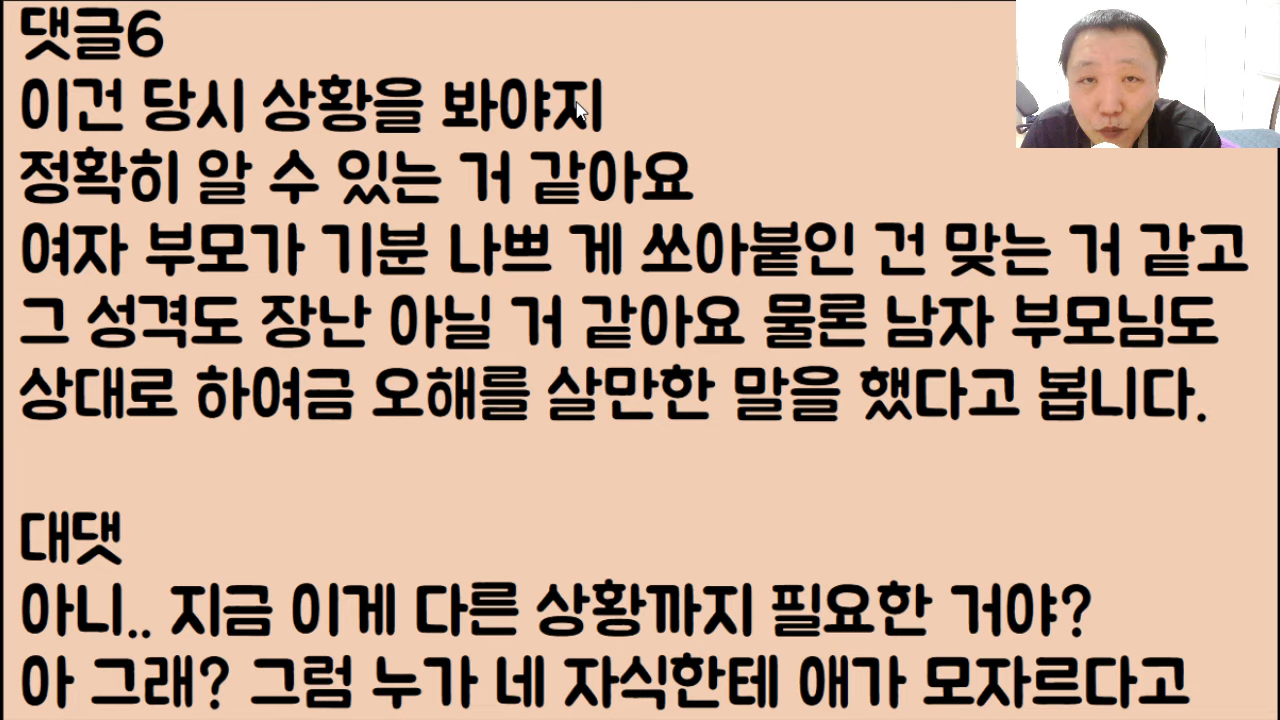 댓글6
이건 당시 상황을 봐야지
정확히 알 수 있는 거 같아요
여자 부모가 기분 나쁘 게 쏘아붙인 건 맞는 거 같고
그 성격도 장난 아닐 거 같아요 물론 남자 부모님도
상대로 하여금 오해를 살만한 말을 했다고 봅니다.
대댓
아니.. 지금 이게 다른 상황까지 필요한 거야?
아 그래? 그럼 누가 네 자식한테 애가 모자르다고